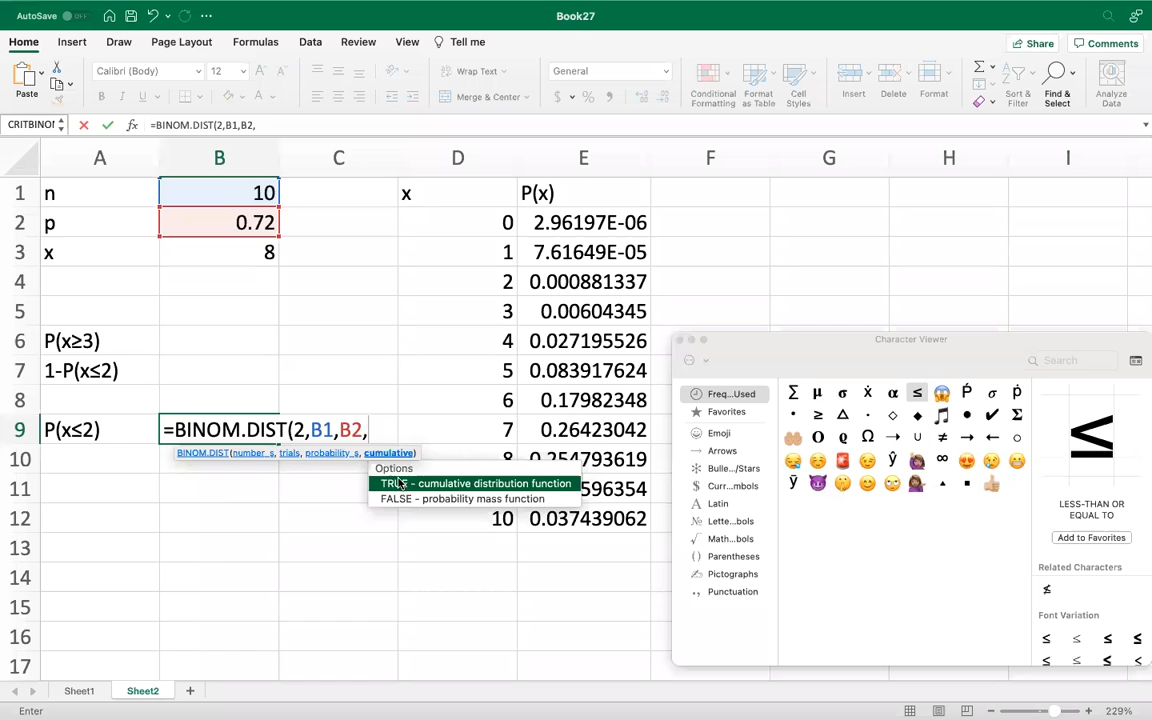 AutoSave OFF
Book27
Home Insert Draw Page Layout Formulas Data Review View Tell me Share Comments
Paste
Calibri (Body) 12
B I U
Wrap Text
Merge & Center
General
$ % 9
Conditional Formatting
Format as Table
Cell Styles
Insert Delete Format
Sort & Filter
Find & Select
Analyze Data
CRITBINOM fx =BINOM.DIST(2,B1,B2,
A B C D E F G H I
1 n 10 x P(x)
2 p 0.72 0 2.96197E-06
3 x 8 1 7.61649E-05
4 2 0.000881337
5 3 0.00604345
6 P(x≥3) 4 0.027195526
7 1-P(x≤2) 5 0.083917624
8 6 0.17982348
9 P(x≤2) =BINOM.DIST(2,B1,B2, 7 0.26423042
BINOM.DIST(number_s, trials, probability_s, cumulative)
10 8 0.254793619
Options
TRUE - cumulative distribution function
11 596354
FALSE - probability mass function
12 10 0.037439062
13
14
15
16
17
Character Viewer
Search
Freq...Used
Favorites
Emoji
Arrows
Bulle.../Stars
Curr...mbols
Latin
Lette...bols
Math...bols
Parentheses
Pictographs
Punctuation
∑ μ σ ẋ α ≤ 😱 Ṕ σ ṗ
• ≥ △ · ◇ ◆ 🎵 ● ✔ Σ
🤲🏼 Ο ϱ Ω → ∪ ≠ → ← ○
😪 😌 🚨 😉 ŷ 🙋🏽‍♀️ ∞ 😍 😢 😬
ȳ 😈 🤫 😊 🙄 🤷🏽‍♀️ ▴ ▪ 👍🏼
≤
LESS-THAN OR EQUAL TO
Add to Favorites
Related Characters
≰
Font Variation
≤ ≤ ≤ ≤
≤ ≤ ≤ ≤
Sheet1 Sheet2 +
Enter
229%